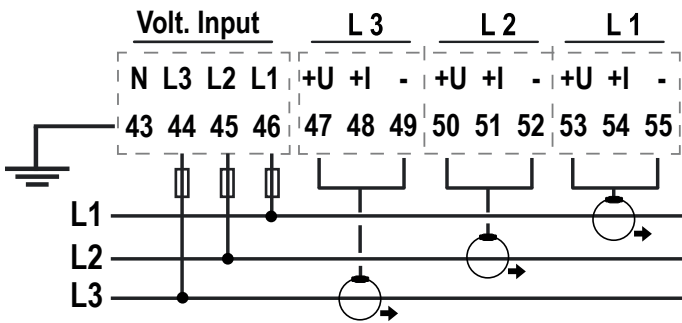 Volt. Input L 3 L 2 L 1
N L3 L2 L1 +U +I - +U +I - +U +I -
43 44 45 46 47 48 49 50 51 52 53 54 55
L1
L2
L3